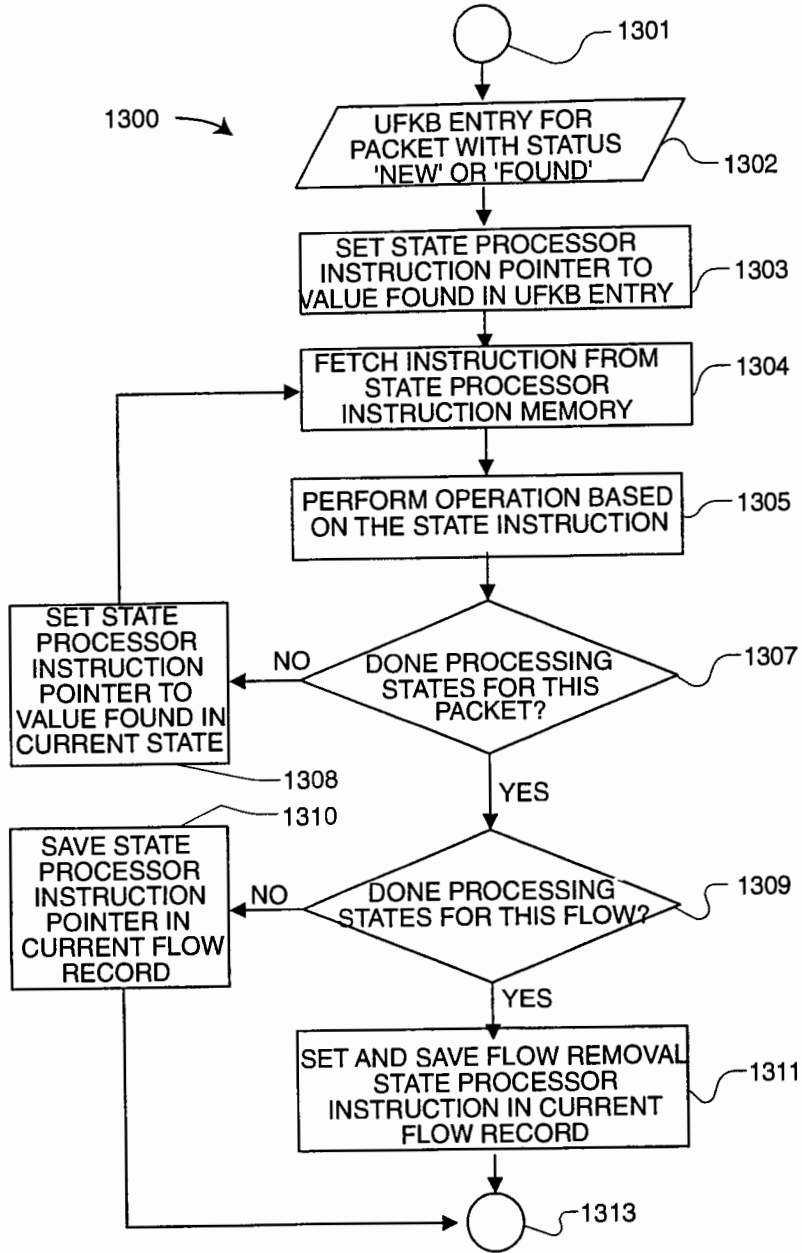 1301
1300
UFKB ENTRY FOR
PACKET WITH STATUS
'NEW' OR 'FOUND'
1302
SET STATE PROCESSOR
INSTRUCTION POINTER TO
VALUE FOUND IN UFKB ENTRY
1303
FETCH INSTRUCTION FROM
STATE PROCESSOR
INSTRUCTION MEMORY
1304
PERFORM OPERATION BASED
ON THE STATE INSTRUCTION
1305
DONE PROCESSING
STATES FOR THIS
PACKET?
1307
NO
SET STATE
PROCESSOR
INSTRUCTION
POINTER TO
VALUE FOUND IN
CURRENT STATE
1308
YES
1310
SAVE STATE
PROCESSOR
INSTRUCTION
POINTER IN
CURRENT FLOW
RECORD
NO
DONE PROCESSING
STATES FOR THIS FLOW?
1309
YES
SET AND SAVE FLOW REMOVAL
STATE PROCESSOR
INSTRUCTION IN CURRENT
FLOW RECORD
1311
1313